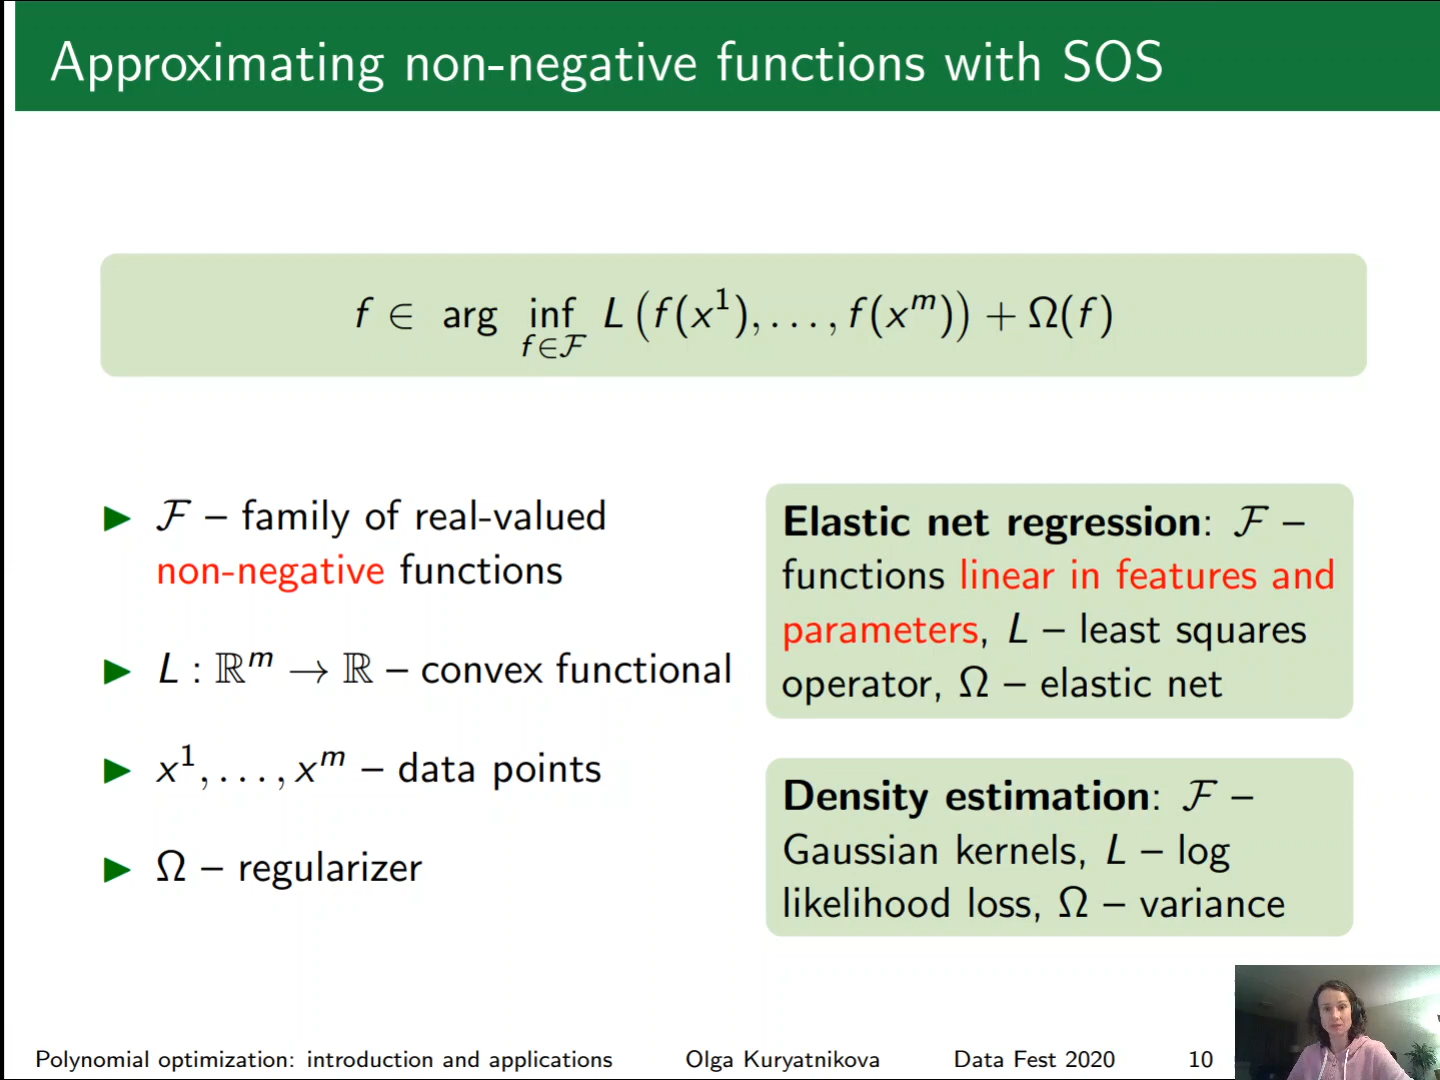 Approximating non-negative functions with SOS
f ∈ arg inf_{f∈ℱ} L(f(x¹), . . . , f(xᵐ)) + Ω(f)
▶ ℱ – family of real-valued
non-negative functions
▶ L : ℝᵐ → ℝ – convex functional
▶ x¹, . . . , xᵐ – data points
▶ Ω – regularizer
Elastic net regression: ℱ –
functions linear in features and
parameters, L – least squares
operator, Ω – elastic net
Density estimation: ℱ –
Gaussian kernels, L – log
likelihood loss, Ω – variance
Polynomial optimization: introduction and applications Olga Kuryatnikova Data Fest 2020 10